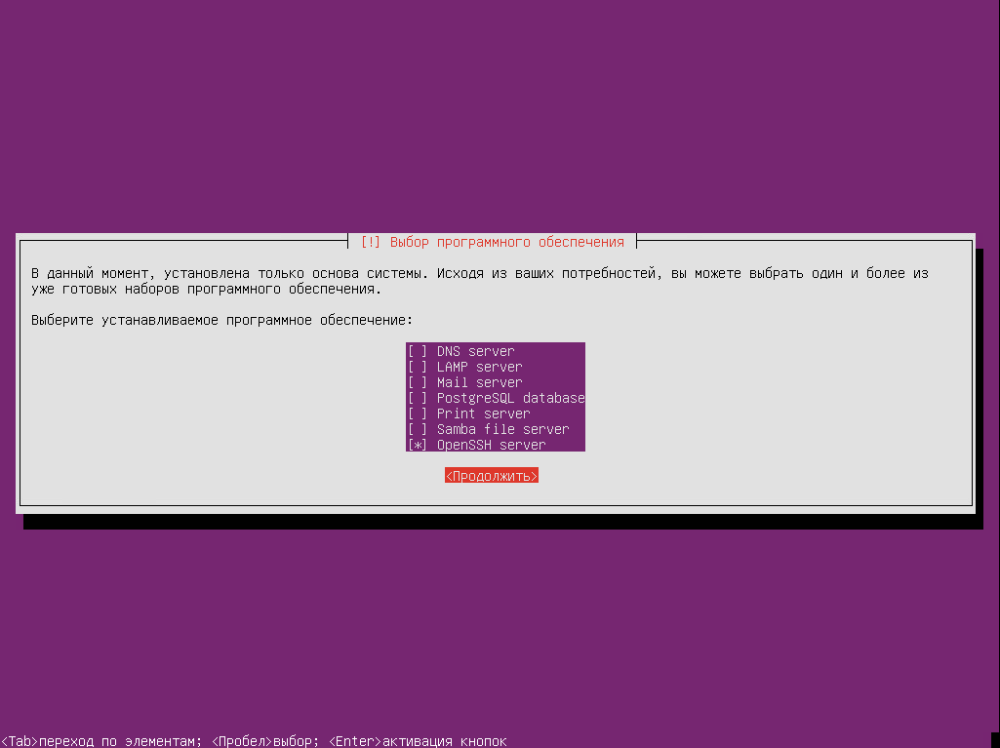 [!] Выбор программного обеспечения
В данный момент, установлена только основа системы. Исходя из ваших потребностей, вы можете выбрать один и более из
уже готовых наборов программного обеспечения.
Выберите устанавливаемое программное обеспечение:
[ ] DNS server
[ ] LAMP server
[ ] Mail server
[ ] PostgreSQL database
[ ] Print server
[ ] Samba file server
[*] OpenSSH server
<Продолжить>
<Tab>переход по элементам; <Пробел>выбор; <Enter>активация кнопок